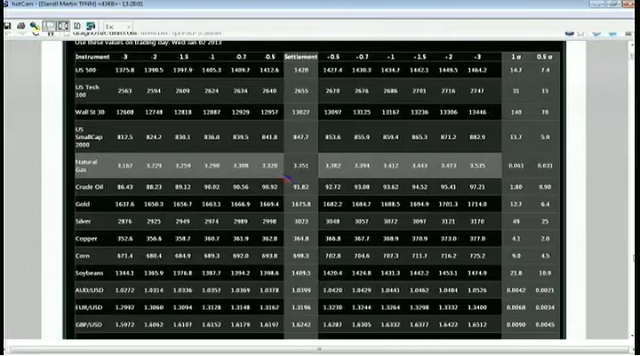 hotCam - [Darrell Martin TFNN] <43KB> - 13:28:01
Use these values on trading day: Wed Jan 02 2013
Instrument -3 -2 -1.5 -1 -0.7 -0.5 Settlement +0.5 +0.7 +1 +1.5 +2 +3 1 σ 0.5 σ
US 500 1375.8 1390.5 1397.9 1405.3 1409.7 1412.6 1420 1427.4 1430.3 1434.7 1442.1 1449.5 1464.2 14.7 7.4
US Tech 100 2563 2594 2609 2624 2634 2640 2655 2670 2676 2686 2701 2716 2747 31 15
Wall St 30 12608 12748 12818 12887 12929 12957 13027 13097 13125 13167 13236 13306 13446 140 70
US SmallCap 2000 812.5 824.2 830.1 836.0 839.5 841.8 847.7 853.6 855.9 859.4 865.3 871.2 882.9 11.7 5.9
Natural Gas 3.167 3.229 3.259 3.290 3.308 3.320 3.351 3.382 3.394 3.412 3.443 3.473 3.535 0.061 0.031
Crude Oil 86.43 88.23 89.12 90.02 90.56 90.92 91.82 92.72 93.08 93.62 94.52 95.41 97.21 1.80 0.90
Gold 1637.6 1650.3 1656.7 1663.1 1666.9 1669.4 1675.8 1682.2 1684.7 1688.5 1694.9 1701.3 1714.0 12.7 6.4
Silver 2876 2925 2949 2974 2989 2998 3023 3048 3057 3072 3097 3121 3170 49 25
Copper 352.6 356.6 358.7 360.7 361.9 362.8 364.8 366.8 367.7 368.9 370.9 373.0 377.0 4.1 2.0
Corn 671.4 680.4 684.9 689.3 692.0 693.8 698.3 702.8 704.6 707.3 711.7 716.2 725.2 9.0 4.5
Soybeans 1344.1 1365.9 1376.8 1387.7 1394.2 1398.6 1409.5 1420.4 1424.8 1431.3 1442.2 1453.1 1474.9 21.8 10.9
AUD/USD 1.0272 1.0314 1.0336 1.0357 1.0369 1.0378 1.0399 1.0420 1.0429 1.0441 1.0462 1.0484 1.0526 0.0042 0.0021
EUR/USD 1.2992 1.3060 1.3094 1.3128 1.3148 1.3162 1.3196 1.3230 1.3244 1.3264 1.3298 1.3332 1.3400 0.0068 0.0034
GBP/USD 1.5972 1.6062 1.6107 1.6152 1.6179 1.6197 1.6242 1.6287 1.6305 1.6332 1.6377 1.6422 1.6512 0.0090 0.0045